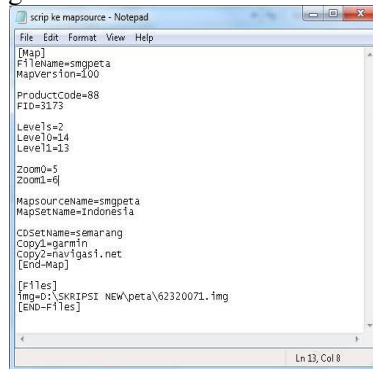 scrip ke mapsource - Notepad
File Edit Format View Help
[Map]
FileName=smgpeta
MapVersion=100
ProductCode=88
FID=3173
Levels=2
Level0=14
Level1=13
Zoom0=5
Zoom1=6
MapsourceName=smgpeta
MapSetName=Indonesia
CDSetName=semarang
Copy1=garmin
Copy2=navigasi.net
[End-Map]
[Files]
img=D:\SKRIPSI NEW\peta\62320071.img
[END-Files]
Ln 13, Col 8